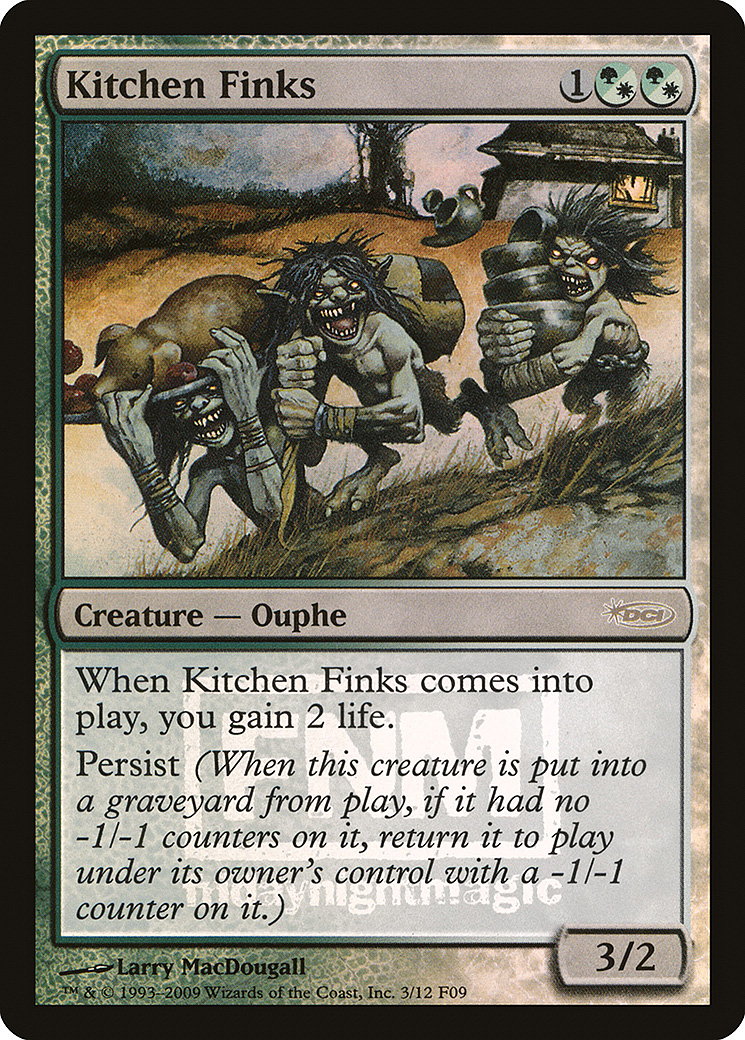 Kitchen Finks 1
Creature — Ouphe DCI
When Kitchen Finks comes into
play, you gain 2 life.
Persist (When this creature is put into
a graveyard from play, if it had no
-1/-1 counters on it, return it to play
under its owner's control with a -1/-1
counter on it.)
FNM
fridaynightmagic
3/2
Larry MacDougall
™ & © 1993–2009 Wizards of the Coast, Inc. 3/12 F09